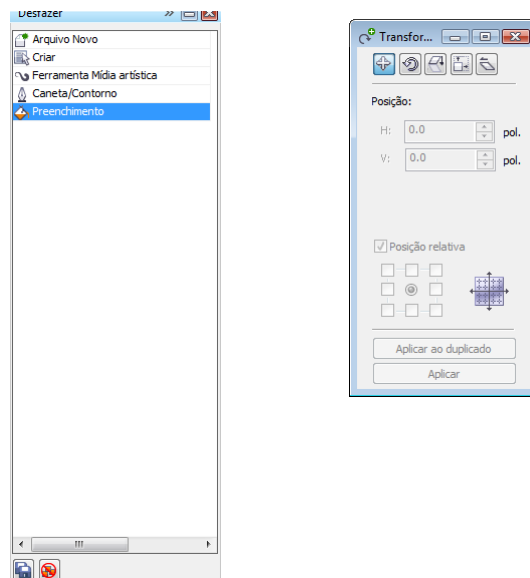 Desfazer
Arquivo Novo
Criar
Ferramenta Mídia artística
Caneta/Contorno
Preenchimento
Transfor...
Posição:
H: 0.0 pol.
V: 0.0 pol.
Posição relativa
Aplicar ao duplicado
Aplicar